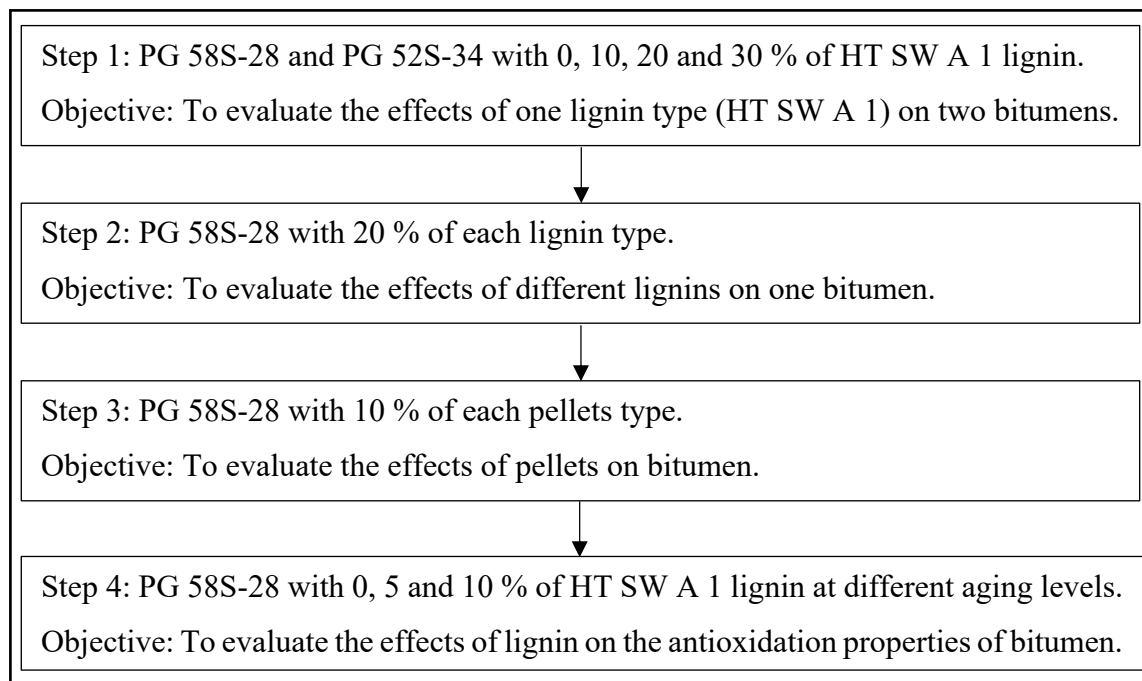 Step 1: PG 58S-28 and PG 52S-34 with 0, 10, 20 and 30 % of HT SW A 1 lignin.
Objective: To evaluate the effects of one lignin type (HT SW A 1) on two bitumens.
Step 2: PG 58S-28 with 20 % of each lignin type.
Objective: To evaluate the effects of different lignins on one bitumen.
Step 3: PG 58S-28 with 10 % of each pellets type.
Objective: To evaluate the effects of pellets on bitumen.
Step 4: PG 58S-28 with 0, 5 and 10 % of HT SW A 1 lignin at different aging levels.
Objective: To evaluate the effects of lignin on the antioxidation properties of bitumen.